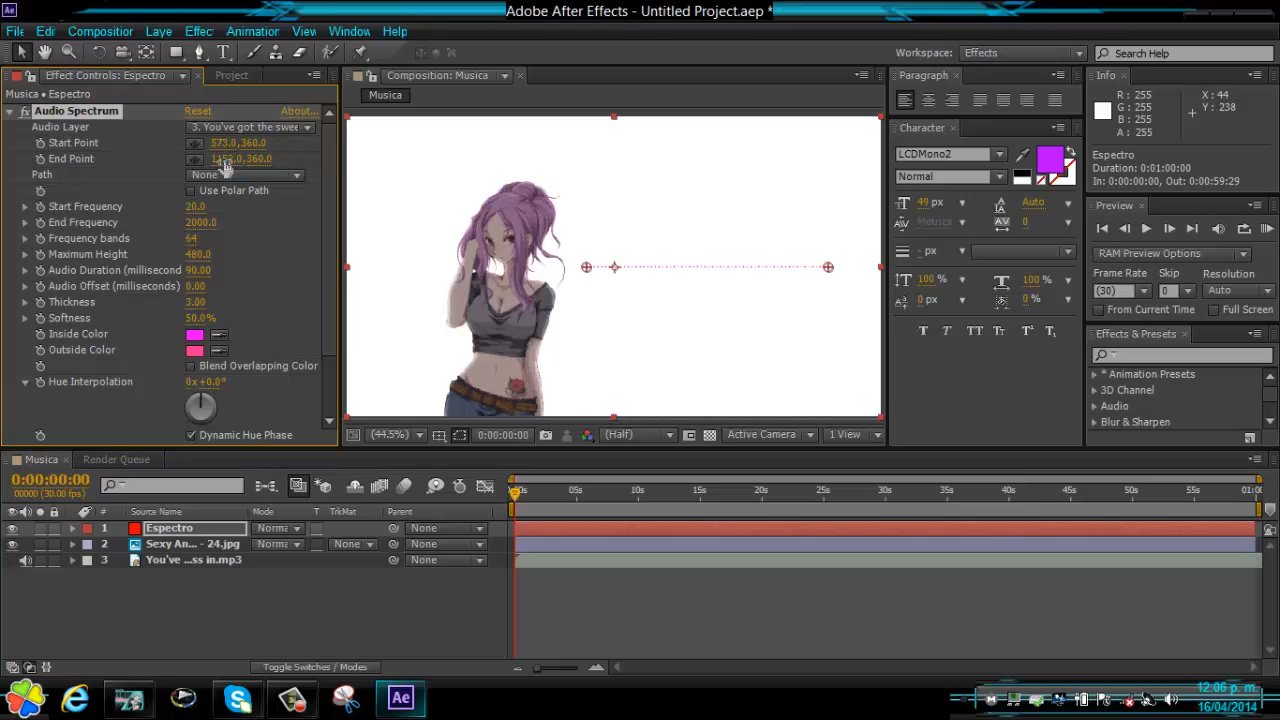 Ae
Adobe After Effects - Untitled Project.aep *
File Edit Composition Layer Effect Animation View Window Help
Workspace: Effects
Search Help
Effect Controls: Espectro
Project
Musica • Espectro
fx Audio Spectrum Reset About...
Audio Layer 3. You've got the swee
Start Point 573.0,360.0
End Point
Path None
Use Polar Path
Start Frequency 20.0
End Frequency 2000.0
Frequency bands 64
Maximum Height 480.0
Audio Duration (millisecond 90.00
Audio Offset (milliseconds) 0.00
Thickness 3.00
Softness 50.0%
Inside Color
Outside Color
Blend Overlapping Color
Hue Interpolation 0x+0.0°
Dynamic Hue Phase
Composition: Musica
Musica
(44.5%) 0:00:00:00 (Half) Active Camera 1 View
Paragraph
Character
LCDMono2
Normal
49 px Auto
Metrics 0
- px
100 % 100 %
0 px 0 %
T T TT Tt T¹ T₁
Info
R: 255
G: 255
B: 255
A: 255
X: 44
Y: 238
Espectro
Duration: 0:01:00:00
In: 0:00:00:00, Out: 0:00:59:29
Preview
RAM Preview Options
Frame Rate Skip Resolution
(30) 0 Auto
From Current Time Full Screen
Effects & Presets
* Animation Presets
3D Channel
Audio
Blur & Sharpen
Musica Render Queue
0:00:00:00
00000 (30.00 fps)
# Source Name Mode T TrkMat Parent
1 Espectro Norma None
2 Sexy An... - 24.jpg Norma None None
3 You've ...ss in.mp3 None
05s 10s 15s 20s 25s 30s 35s 40s 45s 50s 55s 01:0
Toggle Switches / Modes
Ae
12:06 p. m.
16/04/2014